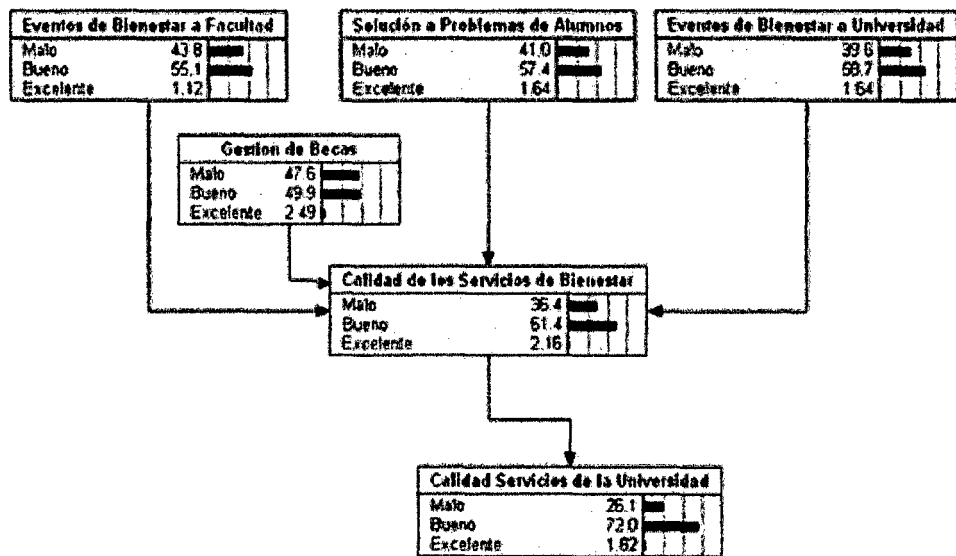 Eventos de Bienestar a Facultad
Malo 43.8
Bueno 55.1
Excelente 1.12
Solución a Problemas de Alumnos
Malo 41.0
Bueno 57.4
Excelente 1.64
Eventos de Bienestar a Universidad
Malo 39.6
Bueno 58.7
Excelente 1.64
Gestion de Becas
Malo 47.6
Bueno 49.9
Excelente 2.49
Calidad de los Servicios de Bienestar
Malo 36.4
Bueno 61.4
Excelente 2.16
Calidad Servicios de la Universidad
Malo 26.1
Bueno 72.0
Excelente 1.82